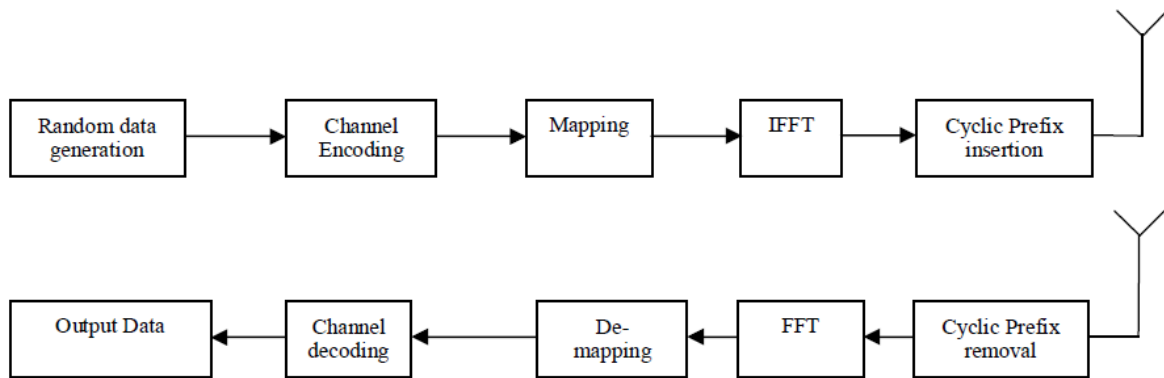 Random data
generation
Channel
Encoding
Mapping
IFFT
Cyclic Prefix
insertion
Output Data
Channel
decoding
De-
mapping
FFT
Cyclic Prefix
removal